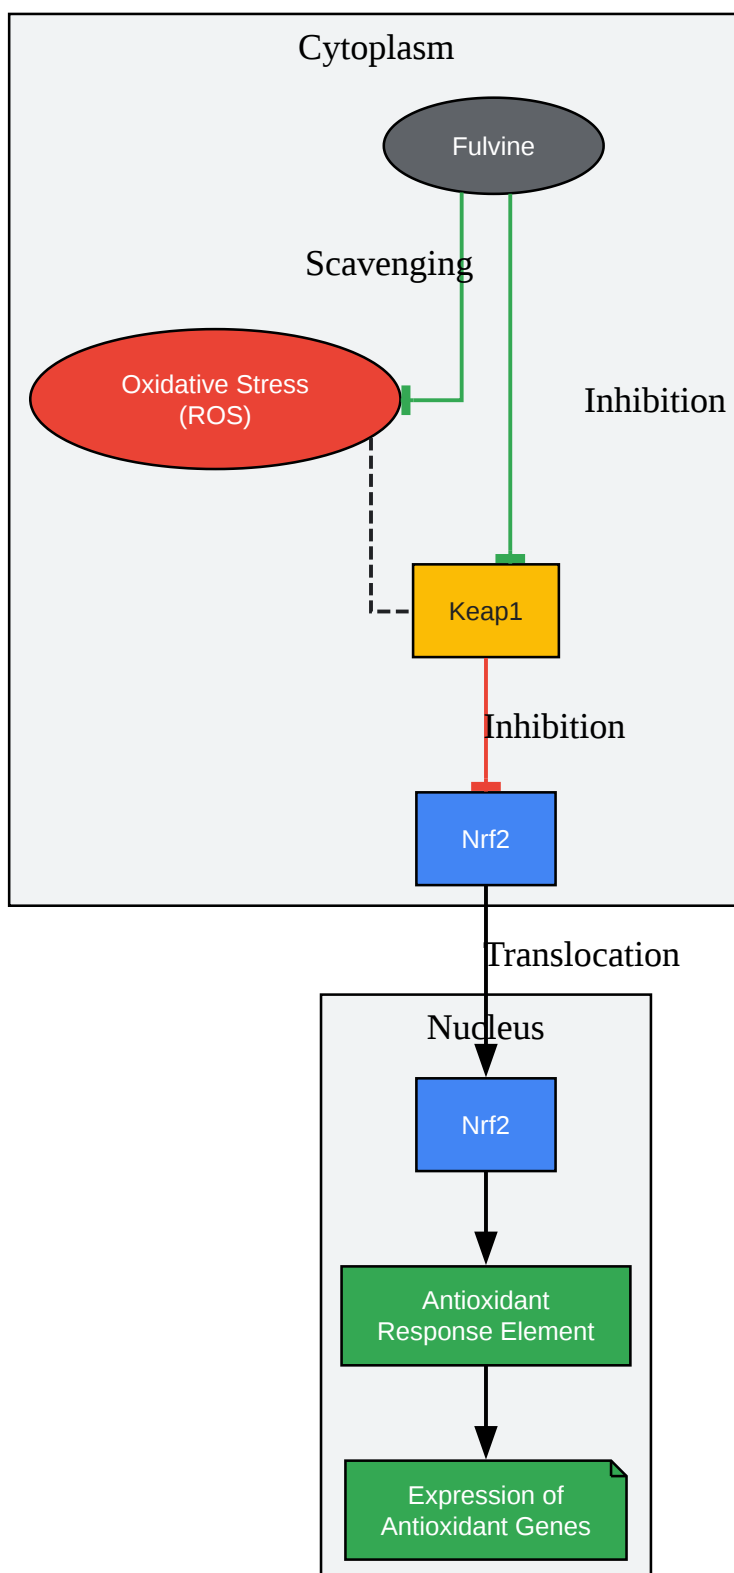 Cytoplasm
Fulvine
Scavenging
Oxidative Stress
(ROS)
Inhibition
Keap1
Inhibition
Nrf2
Translocation
Nucleus
Nrf2
Antioxidant
Response Element
Expression of
Antioxidant Genes